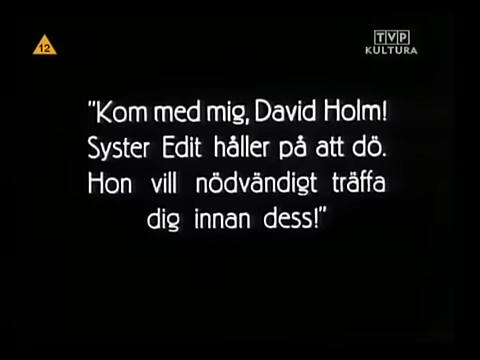 12
TVP
KULTURA
"Kom med mig, David Holm!
Syster Edit håller på att dö.
Hon vill nödvändigt träffa
dig innan dess!"